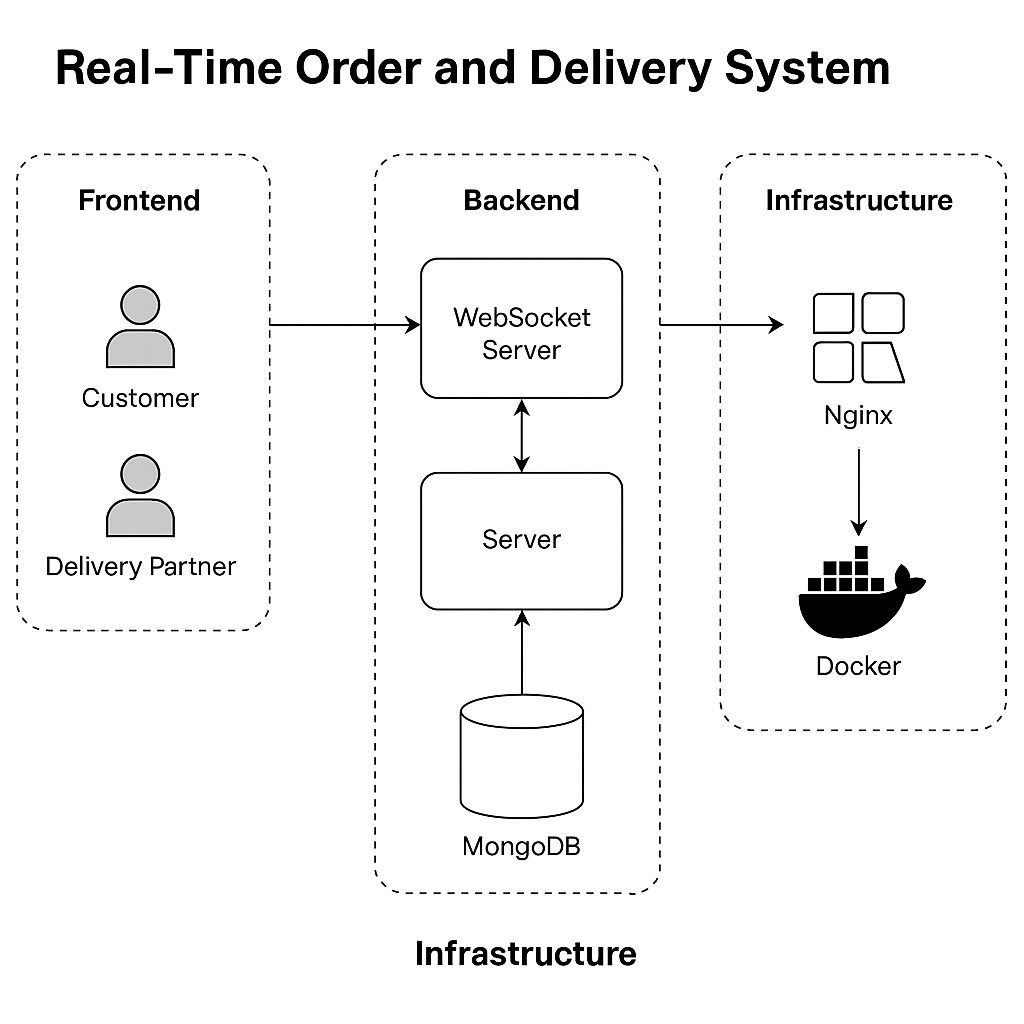 Real-Time Order and Delivery System
Frontend
Customer
Delivery Partner
Backend
WebSocket
Server
Server
MongoDB
Infrastructure
Nginx
Docker
Infrastructure